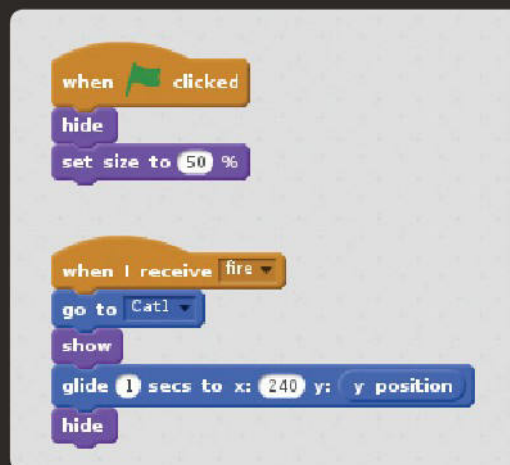 when clicked
hide
set size to 50 %
when I receive fire
go to Cat1
show
glide 1 secs to x: 240 y: y position
hide